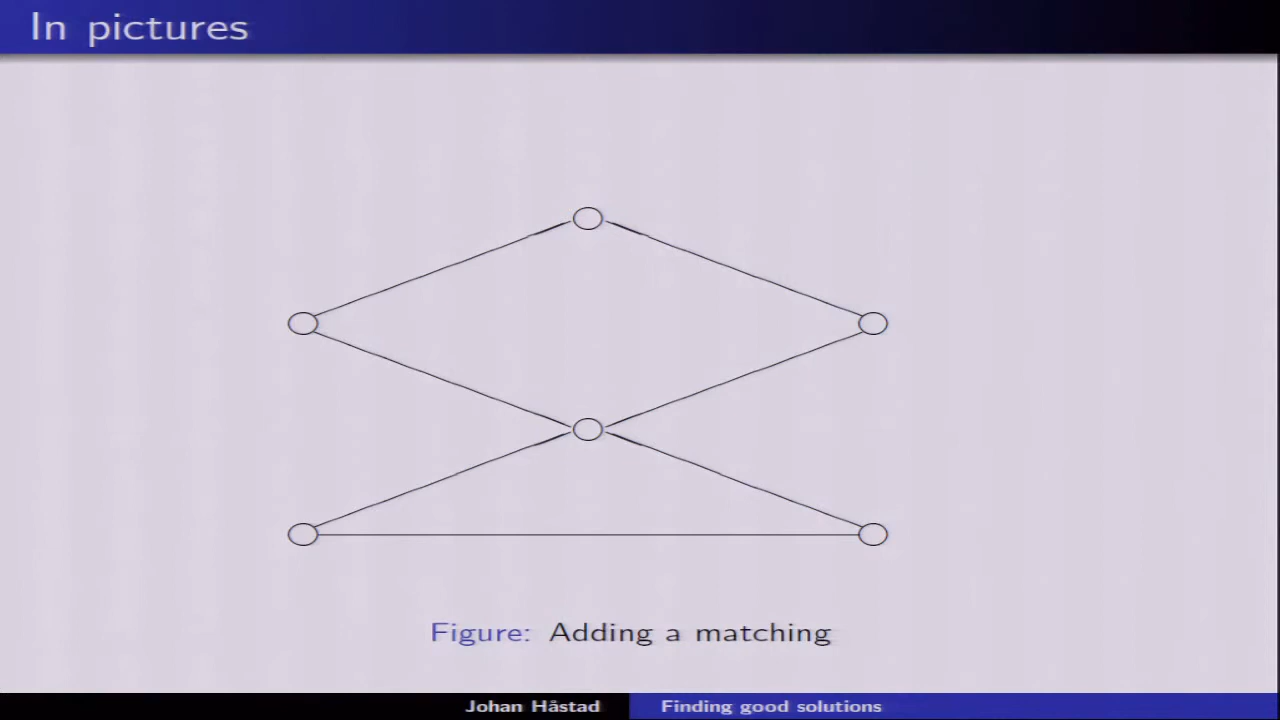 In pictures
Figure: Adding a matching
Johan Håstad
Finding good solutions